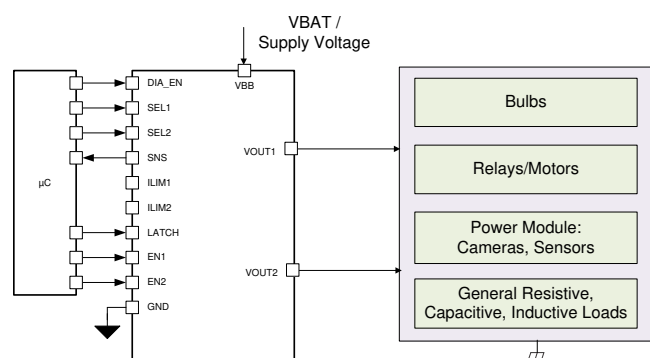 VBAT /
Supply Voltage
VBB
µC
DIA_EN
SEL1
SEL2
SNS
ILIM1
ILIM2
LATCH
EN1
EN2
GND
VOUT1
VOUT2
Bulbs
Relays/Motors
Power Module:
Cameras, Sensors
General Resistive,
Capacitive, Inductive Loads